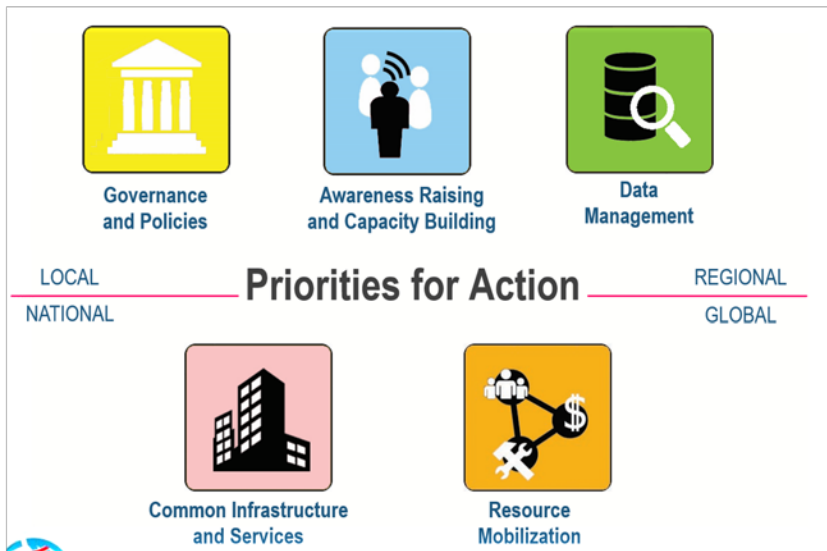 Governance
and Policies
Awareness Raising
and Capacity Building
Data
Management
LOCAL
NATIONAL
Priorities for Action
REGIONAL
GLOBAL
$
Common Infrastructure
and Services
Resource
Mobilization